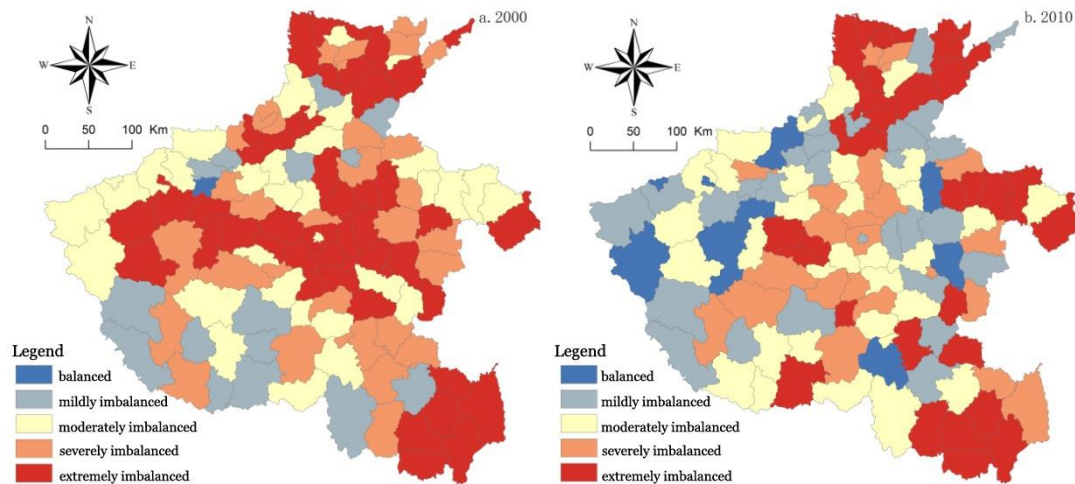 a. 2000
N
W E
S
0 50 100 Km
Legend
balanced
mildly imbalanced
moderately imbalanced
severely imbalanced
extremely imbalanced
b. 2010
N
W E
S
0 50 100 Km
Legend
balanced
mildly imbalanced
moderately imbalanced
severely imbalanced
extremely imbalanced